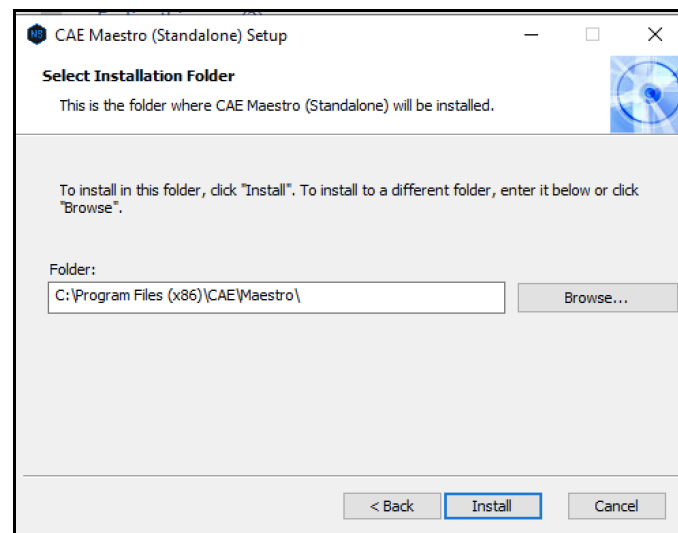 CAE Maestro (Standalone) Setup
Select Installation Folder
This is the folder where CAE Maestro (Standalone) will be installed.
To install in this folder, click "Install". To install to a different folder, enter it below or click
"Browse".
Folder:
C:\Program Files (x86)\CAE\Maestro\
Browse...
< Back
Install
Cancel